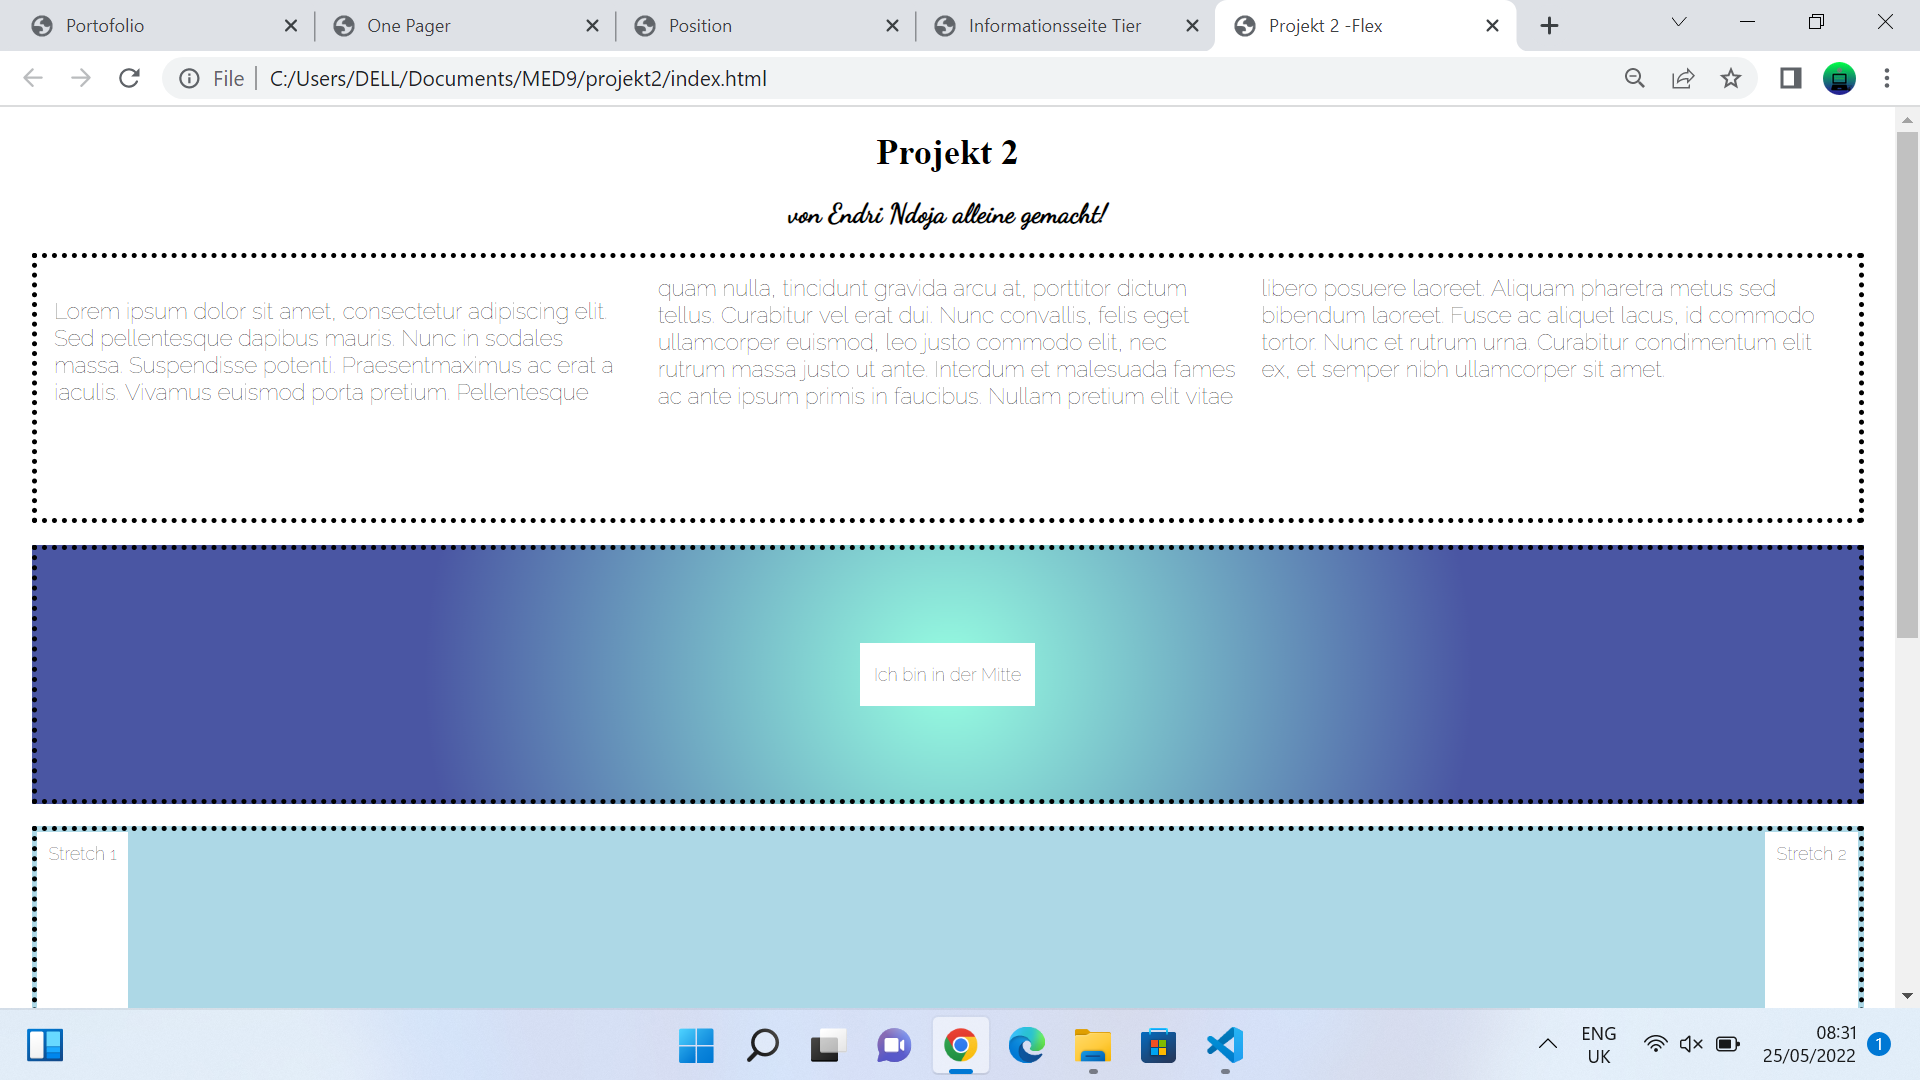 Portofolio
One Pager
Position
Informationsseite Tier
Projekt 2 -Flex
File
C:/Users/DELL/Documents/MED9/projekt2/index.html
Projekt 2
von Endri Ndoja alleine gemacht!
Lorem ipsum dolor sit amet, consectetur adipiscing elit.
Sed pellentesque dapibus mauris. Nunc in sodales
massa. Suspendisse potenti. Praesentmaximus ac erat a
iaculis. Vivamus euismod porta pretium. Pellentesque
quam nulla, tincidunt gravida arcu at, porttitor dictum
tellus. Curabitur vel erat dui. Nunc convallis, felis eget
ullamcorper euismod, leo justo commodo elit, nec
rutrum massa justo ut ante. Interdum et malesuada fames
ac ante ipsum primis in faucibus. Nullam pretium elit vitae
libero posuere laoreet. Aliquam pharetra metus sed
bibendum laoreet. Fusce ac aliquet lacus, id commodo
tortor. Nunc et rutrum urna. Curabitur condimentum elit
ex, et semper nibh ullamcorper sit amet.
Ich bin in der Mitte
Stretch 1
Stretch 2
ENG
UK
08:31
25/05/2022
1